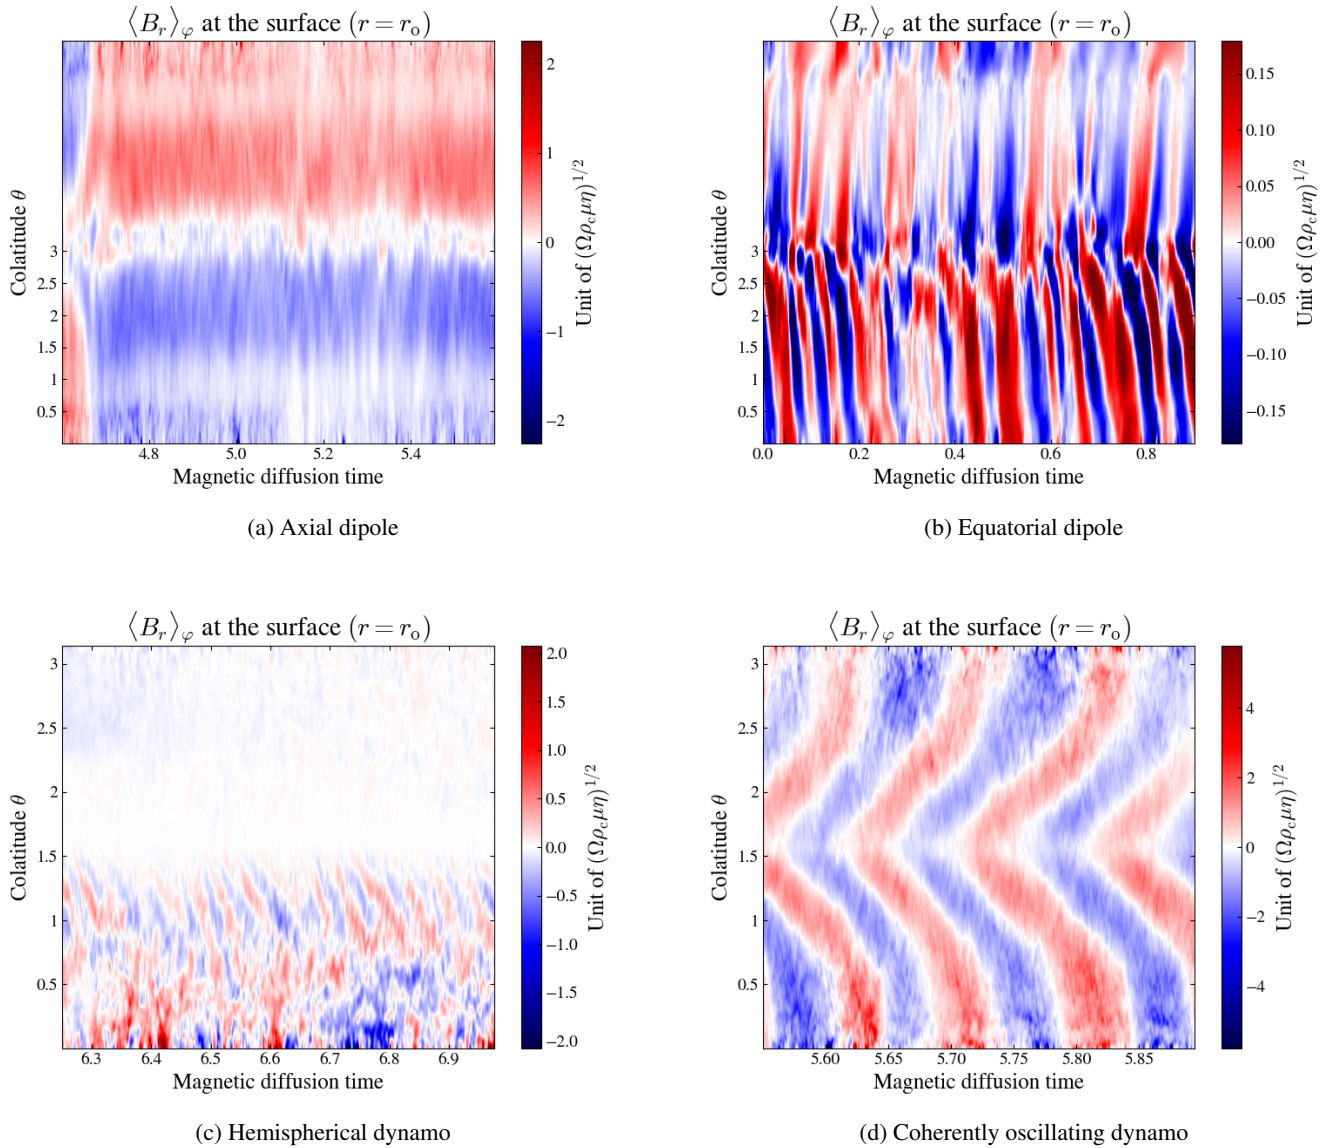 ⟨B_r⟩_φ at the surface (r = r_o)
Colatitude θ
3
2.5
2
1.5
1
0.5
4.8 5.0 5.2 5.4
Magnetic diffusion time
2
1
0
−1
−2
Unit of (Ωρ_cμη)^{1/2}
(a) Axial dipole
⟨B_r⟩_φ at the surface (r = r_o)
Colatitude θ
3
2.5
2
1.5
1
0.5
0.0 0.2 0.4 0.6 0.8
Magnetic diffusion time
0.15
0.10
0.05
0.00
−0.05
−0.10
−0.15
Unit of (Ωρ_cμη)^{1/2}
(b) Equatorial dipole
⟨B_r⟩_φ at the surface (r = r_o)
Colatitude θ
3
2.5
2
1.5
1
0.5
6.3 6.4 6.5 6.6 6.7 6.8 6.9
Magnetic diffusion time
2.0
1.5
1.0
0.5
0.0
−0.5
−1.0
−1.5
−2.0
Unit of (Ωρ_cμη)^{1/2}
(c) Hemispherical dynamo
⟨B_r⟩_φ at the surface (r = r_o)
Colatitude θ
3
2.5
2
1.5
1
0.5
5.60 5.65 5.70 5.75 5.80 5.85
Magnetic diffusion time
4
2
0
−2
−4
Unit of (Ωρ_cμη)^{1/2}
(d) Coherently oscillating dynamo